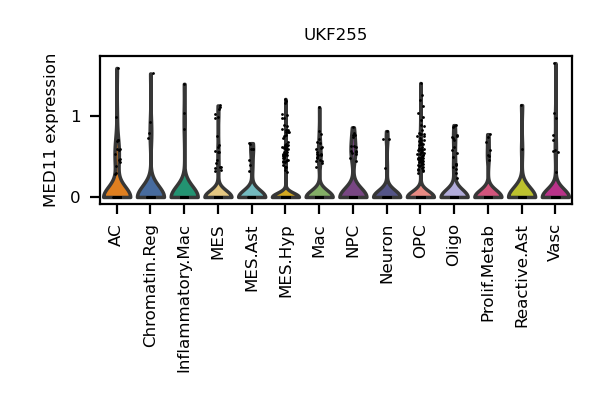 UKF255
MED11 expression
1
0
AC
Chromatin.Reg
Inflammatory.Mac
MES
MES.Ast
MES.Hyp
Mac
NPC
Neuron
OPC
Oligo
Prolif.Metab
Reactive.Ast
Vasc